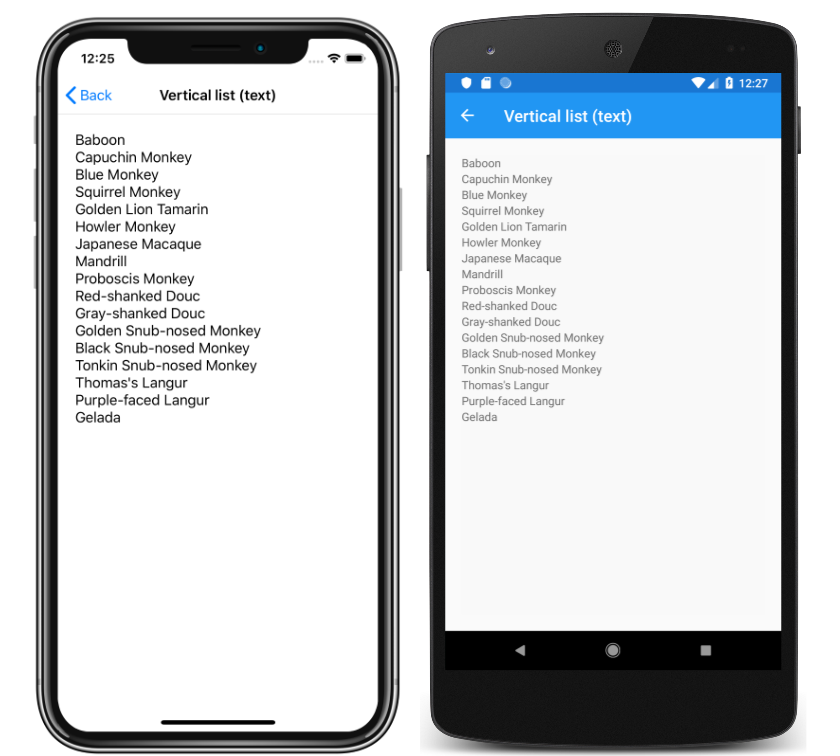 12:25
Back
Vertical list (text)
Baboon
Capuchin Monkey
Blue Monkey
Squirrel Monkey
Golden Lion Tamarin
Howler Monkey
Japanese Macaque
Mandrill
Proboscis Monkey
Red-shanked Douc
Gray-shanked Douc
Golden Snub-nosed Monkey
Black Snub-nosed Monkey
Tonkin Snub-nosed Monkey
Thomas's Langur
Purple-faced Langur
Gelada
12:27
Vertical list (text)
Baboon
Capuchin Monkey
Blue Monkey
Squirrel Monkey
Golden Lion Tamarin
Howler Monkey
Japanese Macaque
Mandrill
Proboscis Monkey
Red-shanked Douc
Gray-shanked Douc
Golden Snub-nosed Monkey
Black Snub-nosed Monkey
Tonkin Snub-nosed Monkey
Thomas's Langur
Purple-faced Langur
Gelada